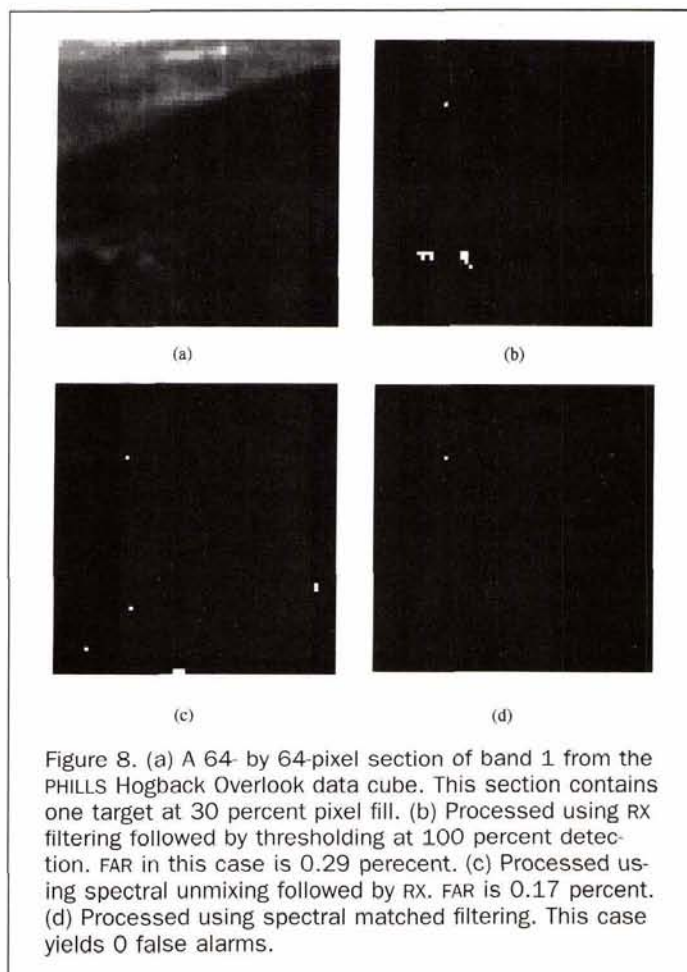 (a)
(b)
(c)
(d)
Figure 8. (a) A 64- by 64-pixel section of band 1 from the
PHILLS Hogback Overlook data cube. This section contains
one target at 30 percent pixel fill. (b) Processed using RX
filtering followed by thresholding at 100 percent detec-
tion. FAR in this case is 0.29 perecent. (c) Processed us-
ing spectral unmixing followed by RX. FAR is 0.17 percent.
(d) Processed using spectral matched filtering. This case
yields 0 false alarms.